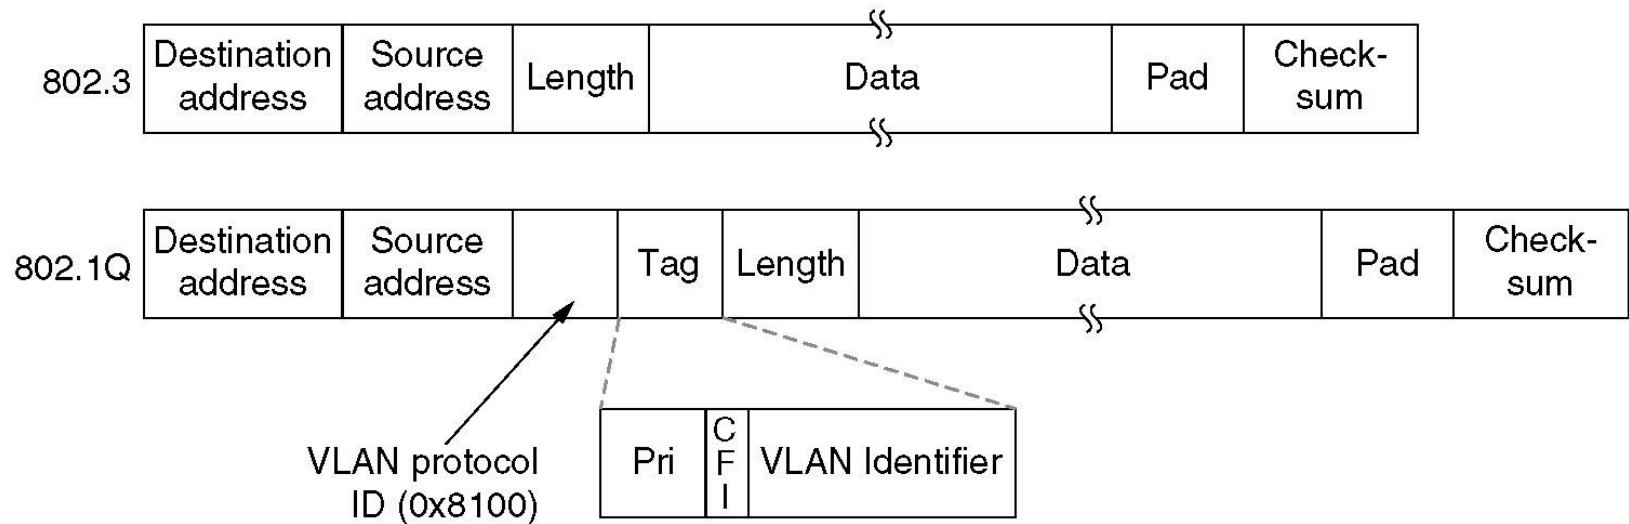 802.3
Destination
address
Source
address
Length
Data
Pad
Check-
sum
802.1Q
Destination
address
Source
address
Tag
Length
Data
Pad
Check-
sum
VLAN protocol
ID (0x8100)
Pri
C
F
I
VLAN Identifier